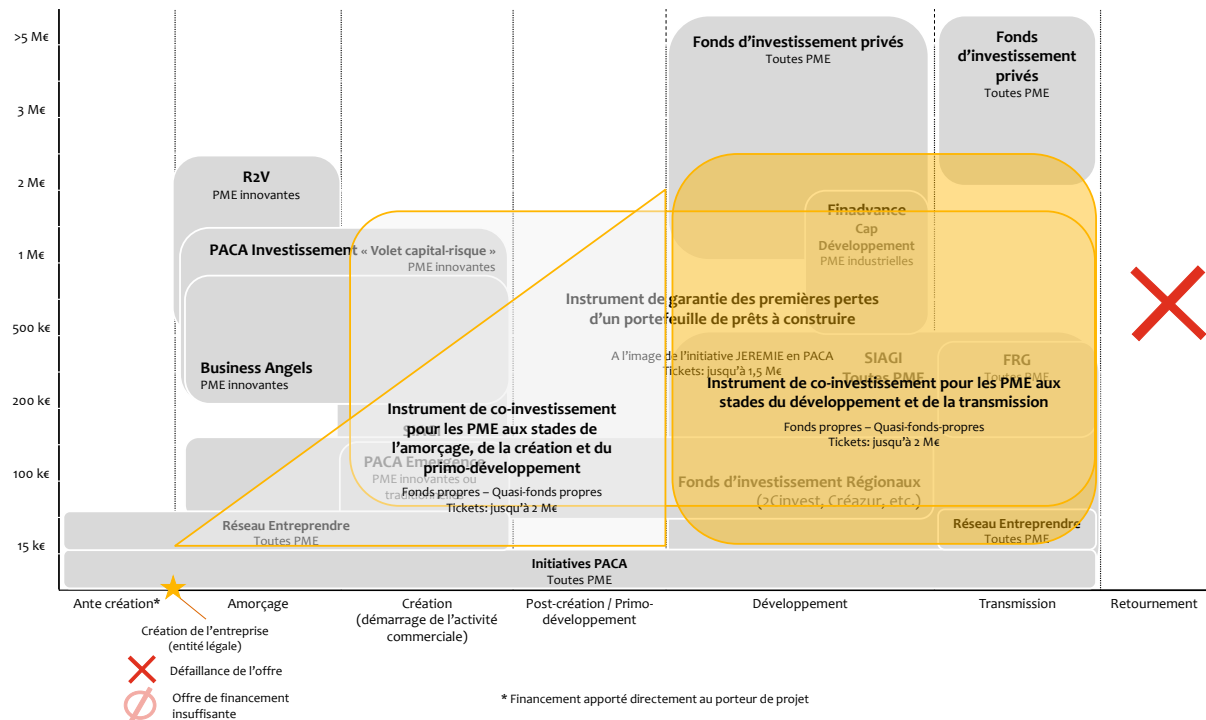 >5 M€
3 M€
2 M€
1 M€
500 k€
200 k€
100 k€
15 k€
Fonds d'investissement privés
Toutes PME
Fonds
d'investissement
privés
Toutes PME
R2V
PME innovantes
PACA Investissement « Volet capital-risque »
PME innovantes
Finadvance
Cap
Développement
PME industrielles
Instrument de garantie des premières pertes
d'un portefeuille de prêts à construire
A l'image de l'initiative JEREMIE en PACA
Tickets: jusqu'à 1,5 M€
Business Angels
PME innovantes
SIAGI
Toutes PME
FRG
Toutes PME
Instrument de co-investissement pour les PME aux
stades du développement et de la transmission
Fonds propres – Quasi-fonds-propres
Tickets: jusqu'à 2 M€
Instrument de co-investissement
pour les PME aux stades de
l'amorçage, de la création et du
primo-développement
Fonds propres – Quasi-fonds propres
Tickets: jusqu'à 2 M€
SIAGI
PACA Emergence
PME innovantes ou
traditionnelles
Fonds d'investissement Régionaux
(2Cinvest, Créazur, etc.)
Réseau Entreprendre
Toutes PME
Réseau Entreprendre
Toutes PME
Initiatives PACA
Toutes PME
Ante création*
Amorçage
Création
(démarrage de l'activité
commerciale)
Post-création / Primo-
développement
Développement
Transmission
Retournement
Création de l'entreprise
(entité légale)
Défaillance de l'offre
Offre de financement
insuffisante
* Financement apporté directement au porteur de projet